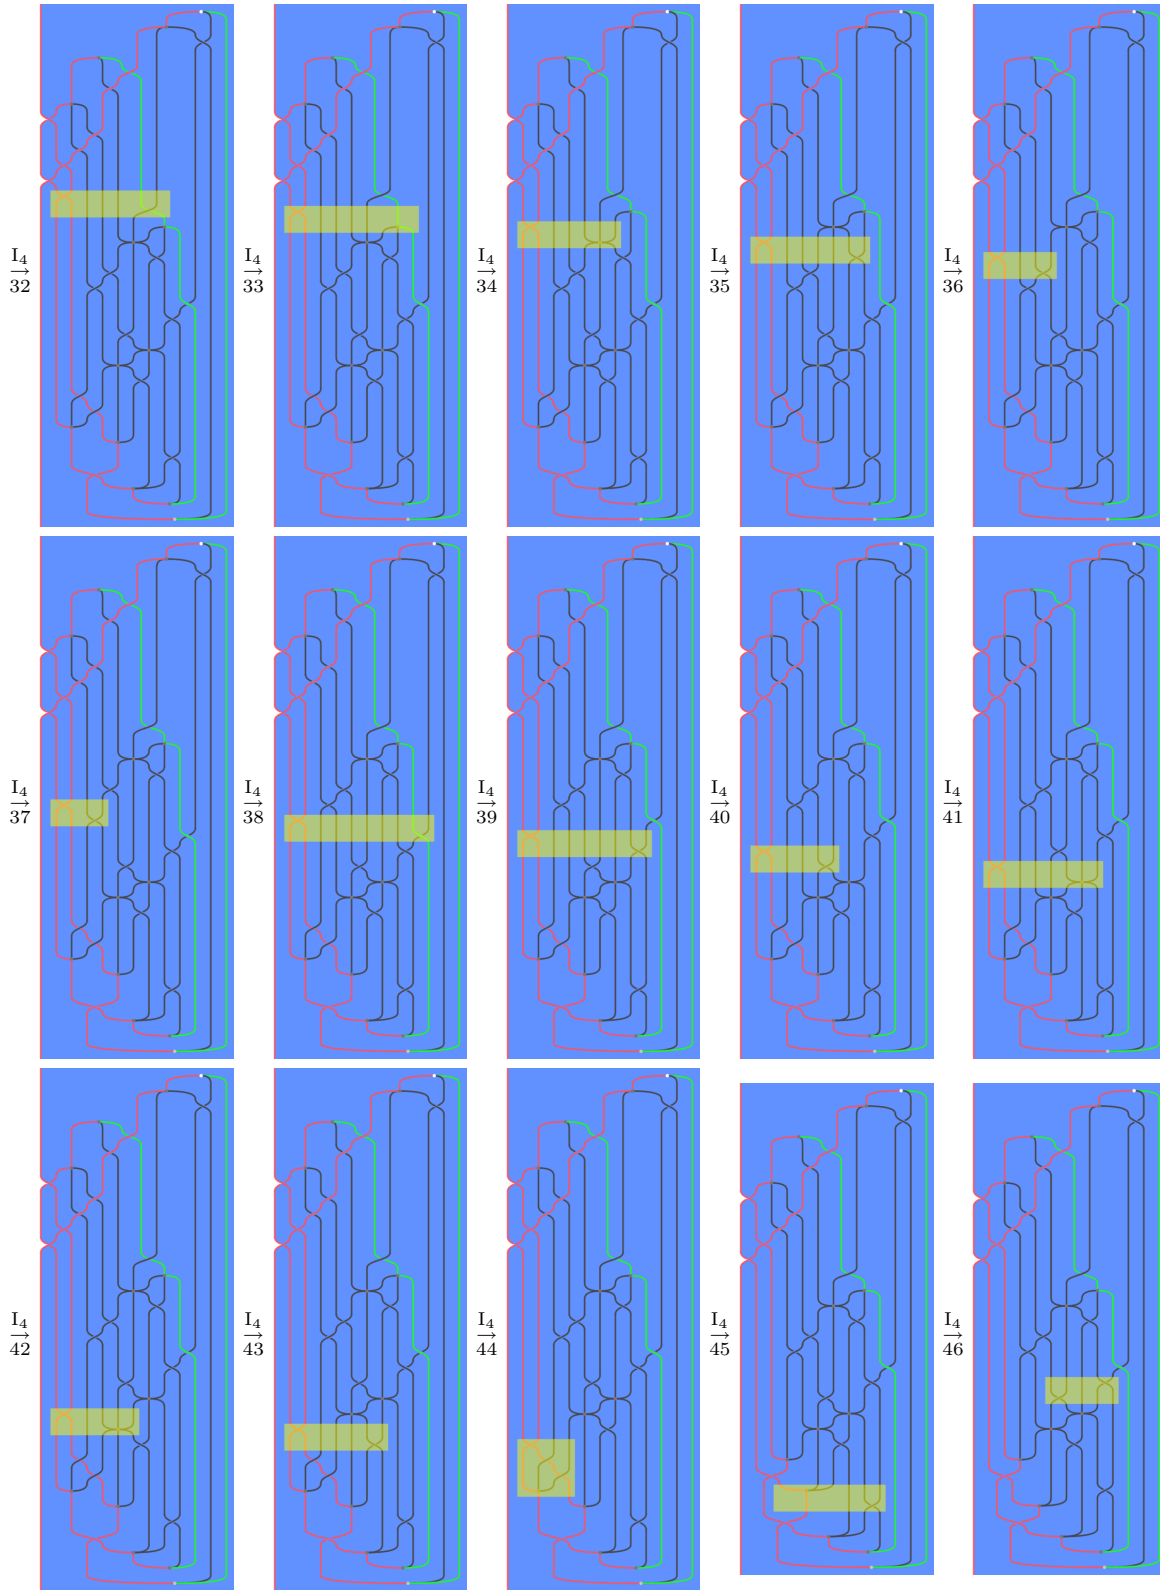 I₄ → 32 I₄ → 33 I₄ → 34 I₄ → 35 I₄ → 36
I₄ → 37 I₄ → 38 I₄ → 39 I₄ → 40 I₄ → 41
I₄ → 42 I₄ → 43 I₄ → 44 I₄ → 45 I₄ → 46